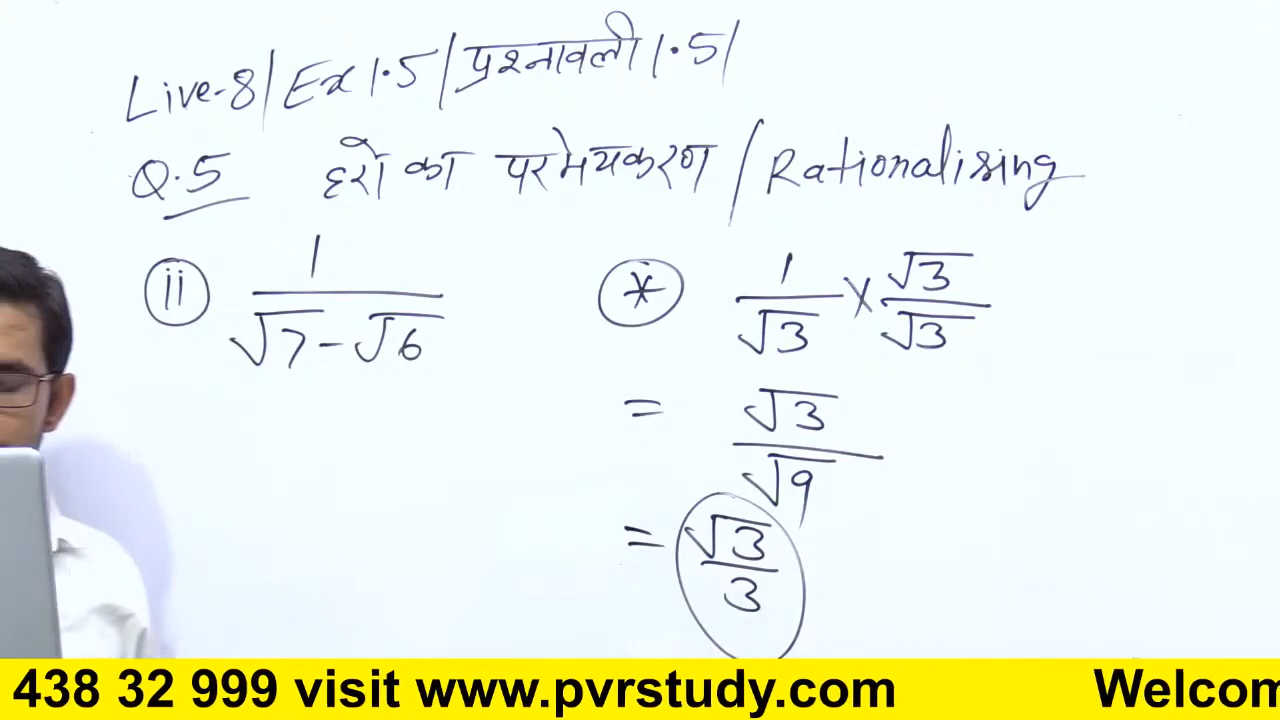 Live-8/ Ex 1.5/ प्रश्नावली 1.5/
Q.5 हरों का परमेयकरण / Rationalising
(ii) 1/(√7-√6)
* 1/√3 × √3/√3
= √3/√9
= √3/3
438 32 999 visit www.pvrstudy.com Welcom